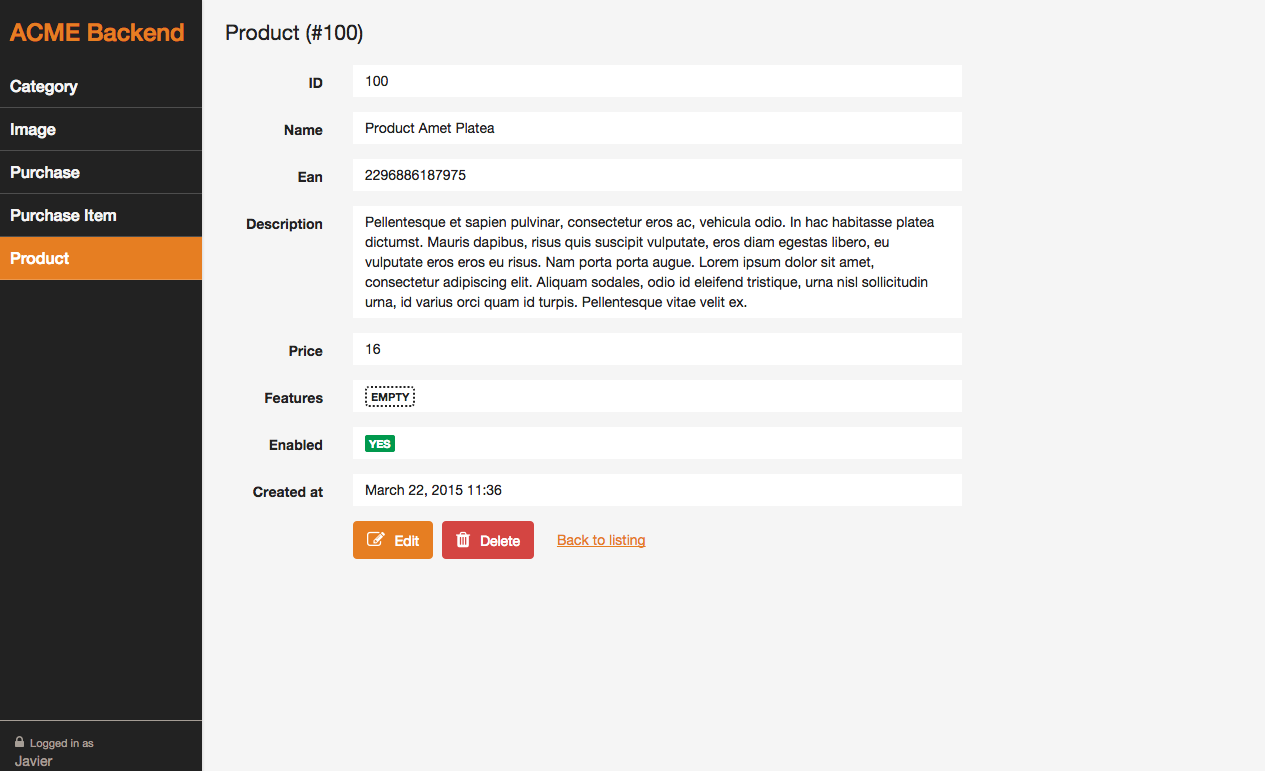 ACME Backend
Category
Image
Purchase
Purchase Item
Product
Logged in as
Javier
Product (#100)
ID
100
Name
Product Amet Platea
Ean
2296886187975
Description
Pellentesque et sapien pulvinar, consectetur eros ac, vehicula odio. In hac habitasse platea
dictumst. Mauris dapibus, risus quis suscipit vulputate, eros diam egestas libero, eu
vulputate eros eros eu risus. Nam porta porta augue. Lorem ipsum dolor sit amet,
consectetur adipiscing elit. Aliquam sodales, odio id eleifend tristique, urna nisl sollicitudin
urna, id varius orci quam id turpis. Pellentesque vitae velit ex.
Price
16
Features
EMPTY
Enabled
YES
Created at
March 22, 2015 11:36
Edit
Delete
Back to listing